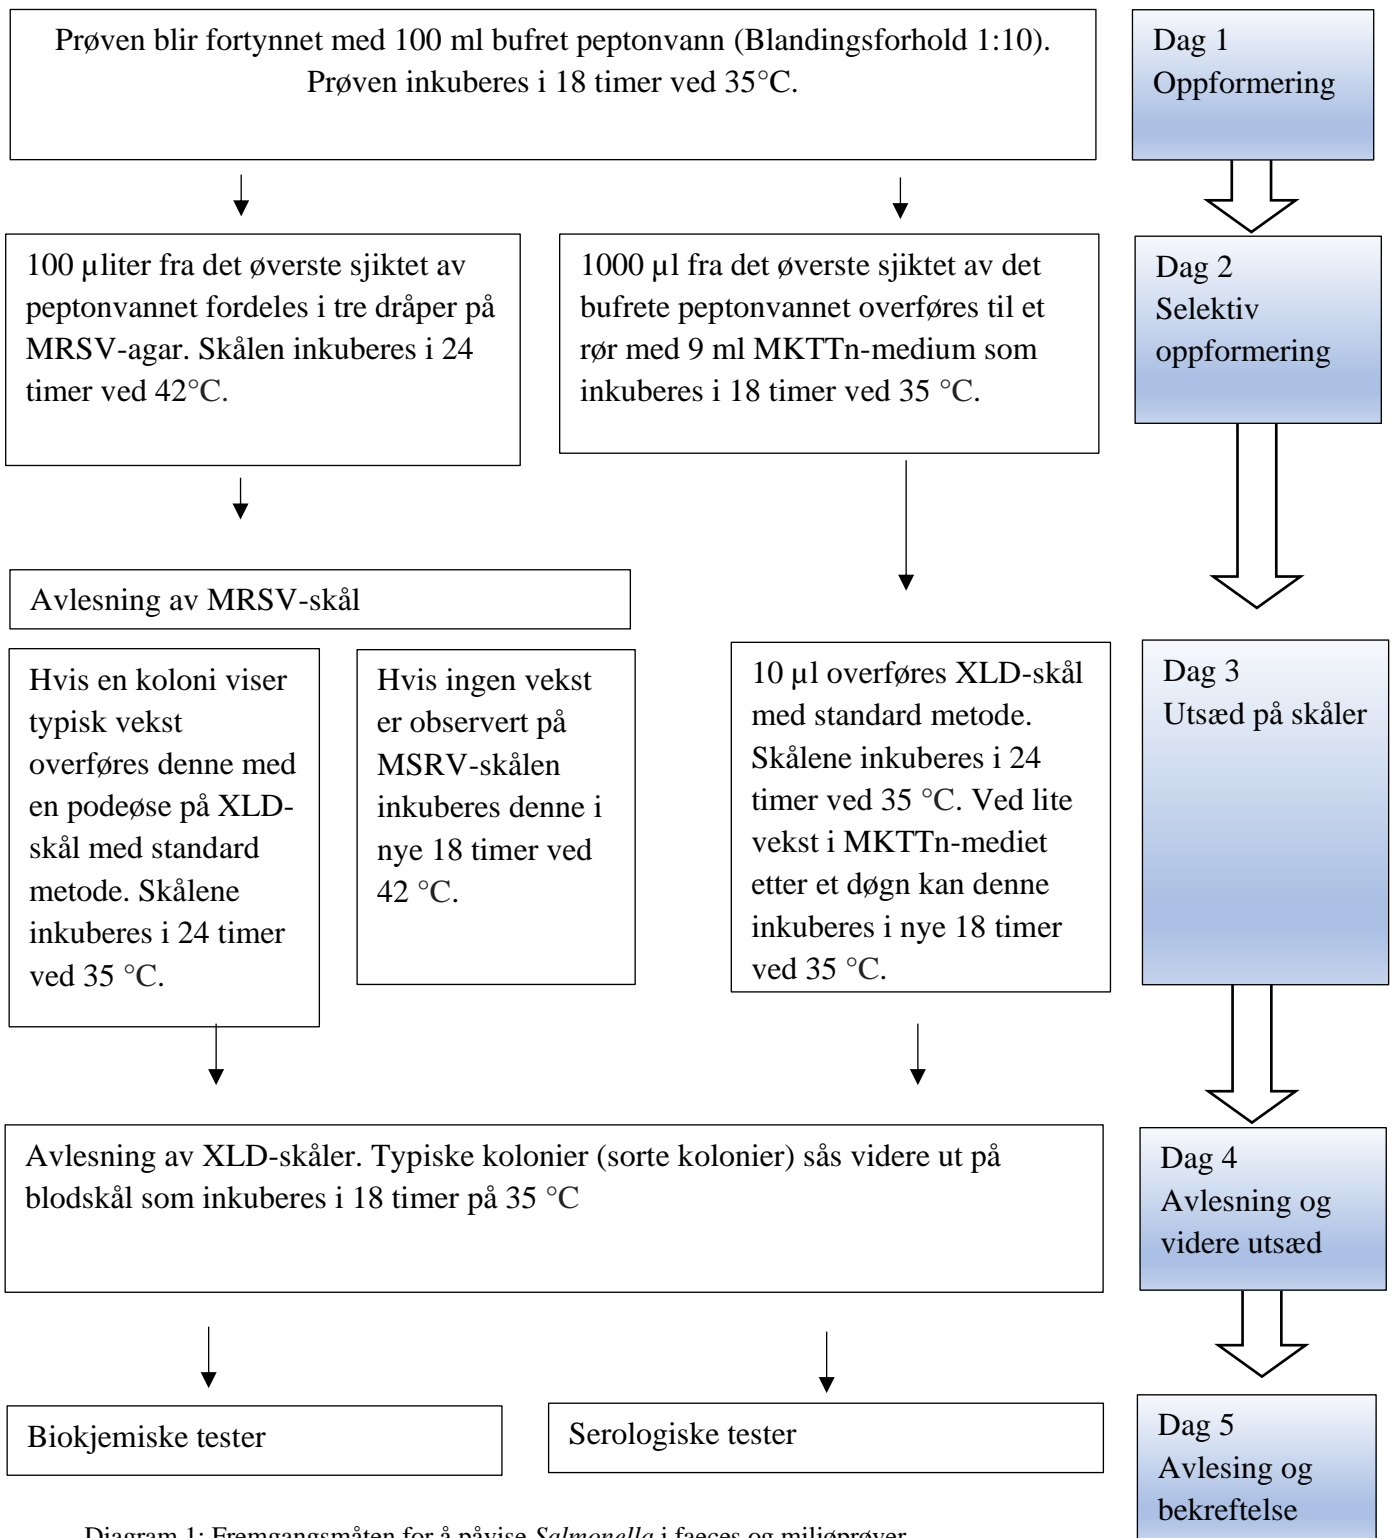 Prøven blir fortynnet med 100 ml bufret peptonvann (Blandingsforhold 1:10).
Prøven inkuberes i 18 timer ved 35°C.
Dag 1
Oppformering
100 µliter fra det øverste sjiktet av
peptonvannet fordeles i tre dråper på
MRSV-agar. Skålen inkuberes i 24
timer ved 42°C.
1000 µl fra det øverste sjiktet av det
bufrete peptonvannet overføres til et
rør med 9 ml MKTTn-medium som
inkuberes i 18 timer ved 35 °C.
Dag 2
Selektiv
oppformering
Avlesning av MRSV-skål
Hvis en koloni viser
typisk vekst
overføres denne med
en podeøse på XLD-
skål med standard
metode. Skålene
inkuberes i 24 timer
ved 35 °C.
Hvis ingen vekst
er observert på
MSRV-skålen
inkuberes denne i
nye 18 timer ved
42 °C.
10 µl overføres XLD-skål
med standard metode.
Skålene inkuberes i 24
timer ved 35 °C. Ved lite
vekst i MKTTn-mediet
etter et døgn kan denne
inkuberes i nye 18 timer
ved 35 °C.
Dag 3
Utsæd på skåler
Avlesning av XLD-skåler. Typiske kolonier (sorte kolonier) sås videre ut på
blodskål som inkuberes i 18 timer på 35 °C
Dag 4
Avlesning og
videre utsæd
Biokjemiske tester
Serologiske tester
Dag 5
Avlesing og
bekreftelse
Diagram 1: Fremgangsmåten for å påvise Salmonella i faeces og miljøprøver